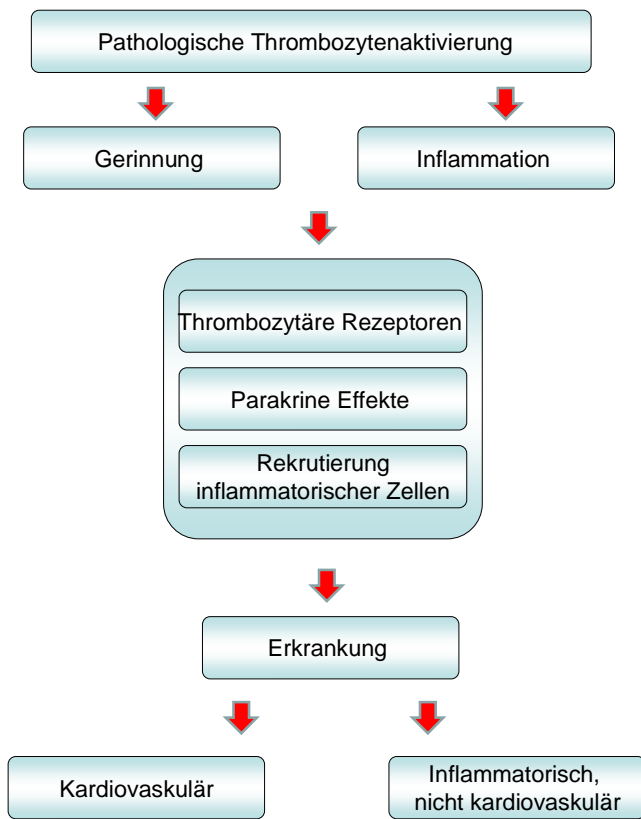 Pathologische Thrombozytenaktivierung
Gerinnung
Inflammation
Thrombozytäre Rezeptoren
Parakrine Effekte
Rekrutierung
inflammatorischer Zellen
Erkrankung
Kardiovaskulär
Inflammatorisch,
nicht kardiovaskulär